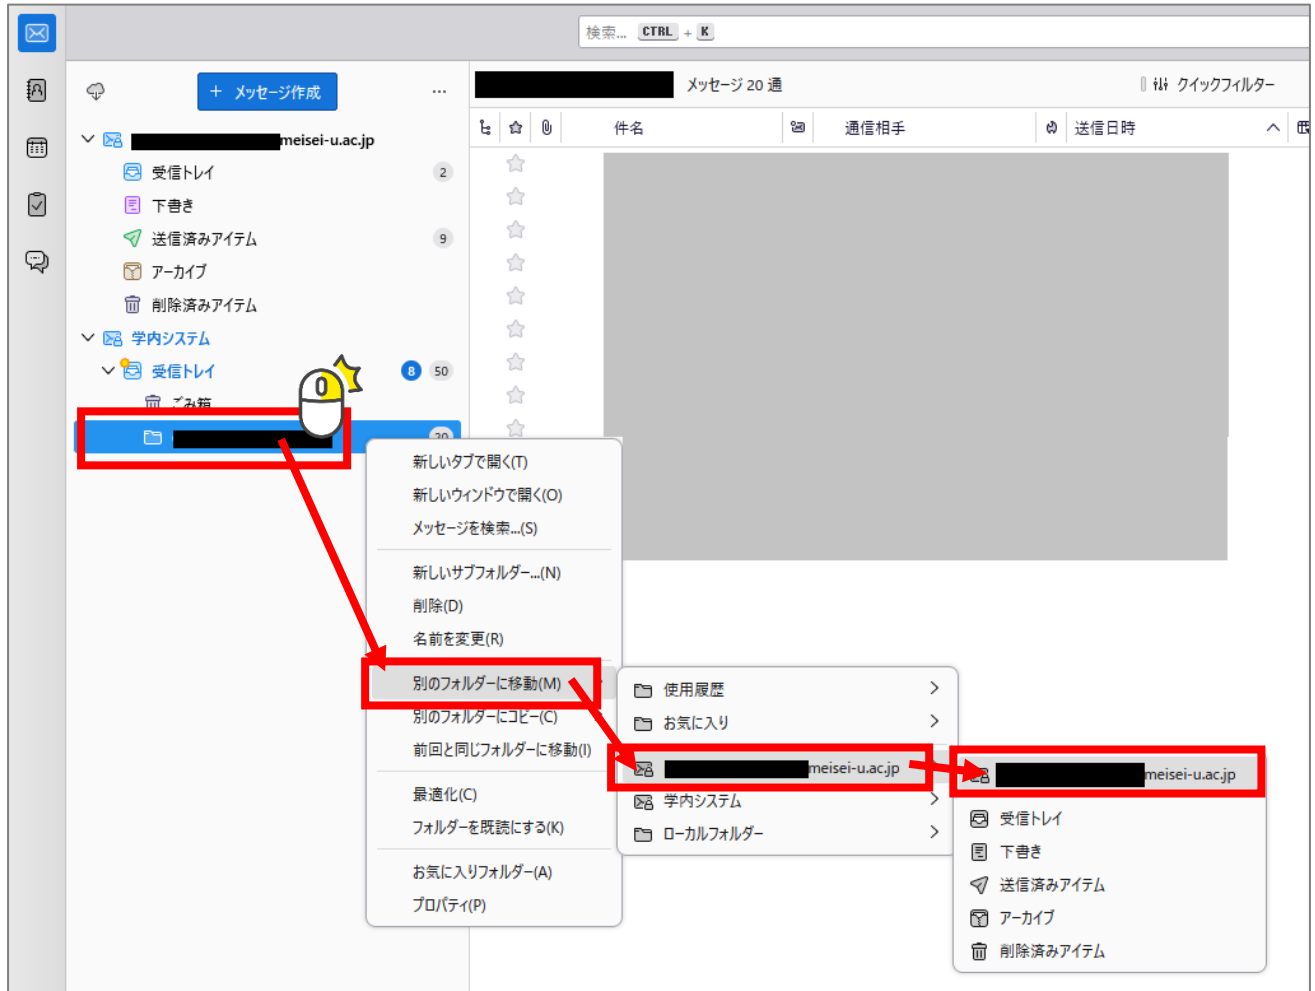 検索... CTRL + K
+ メッセージ作成 ...
メッセージ 20 通
クイックフィルター
件名
通信相手
送信日時
meisei-u.ac.jp
受信トレイ 2
下書き
送信済みアイテム 9
アーカイブ
削除済みアイテム
学内システム
受信トレイ 8 50
ごみ箱
20
新しいタブで開く(T)
新しいウィンドウで開く(O)
メッセージを検索...(S)
新しいサブフォルダー...(N)
削除(D)
名前を変更(R)
別のフォルダーに移動(M)
別のフォルダーにコピー(C)
前回と同じフォルダーに移動(I)
最適化(C)
フォルダーを既読にする(K)
お気に入りフォルダー(A)
プロパティ(P)
使用履歴
お気に入り
meisei-u.ac.jp
学内システム
ローカルフォルダー
meisei-u.ac.jp
受信トレイ
下書き
送信済みアイテム
アーカイブ
削除済みアイテム